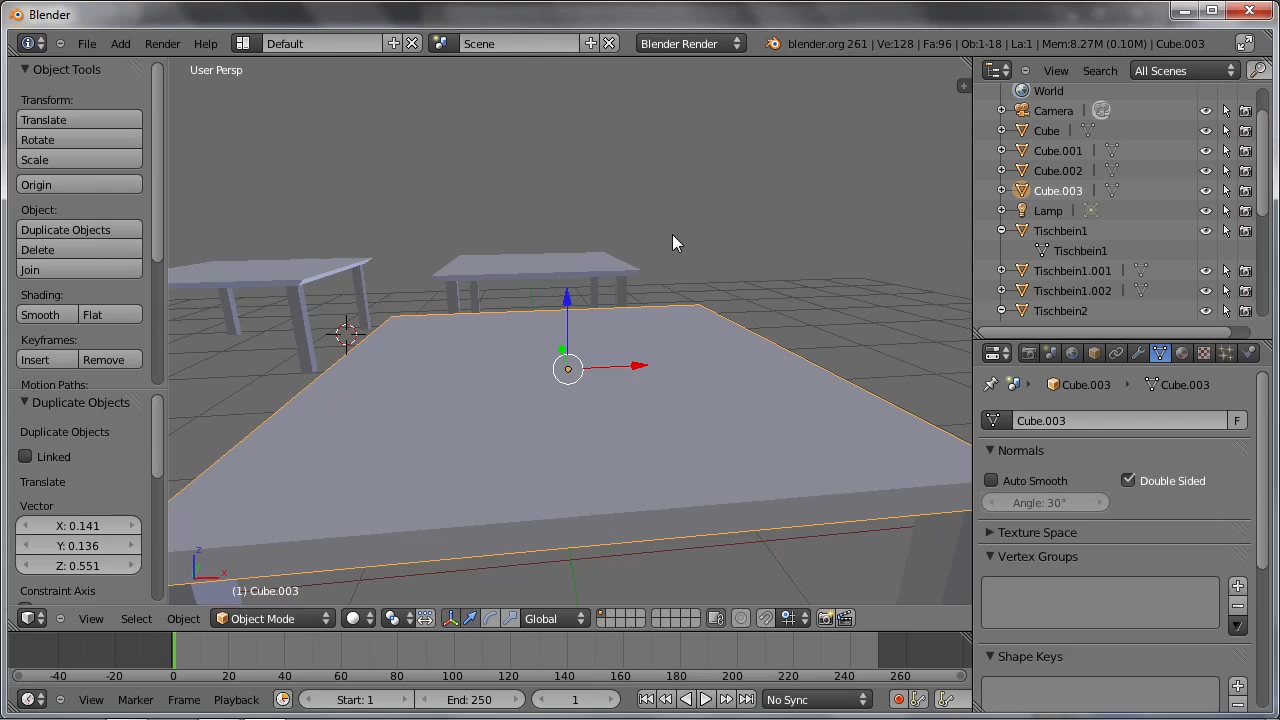 Blender
File Add Render Help Default Scene Blender Render blender.org 261 | Ve:128 | Fa:96 | Ob:1-18 | La:1 | Mem:8.27M (0.10M) | Cube.003
Object Tools
Transform:
Translate
Rotate
Scale
Origin
Object:
Duplicate Objects
Delete
Join
Shading:
Smooth Flat
Keyframes:
Insert Remove
Motion Paths:
Duplicate Objects
Duplicate Objects
Linked
Translate
Vector
X: 0.141
Y: 0.136
Z: 0.551
Constraint Axis
User Persp
z
y
x
(1) Cube.003
View Select Object Object Mode Global
-40 -20 0 20 40 60 80 100 120 140 160 180 200 220 240 260
View Marker Frame Playback Start: 1 End: 250 1 No Sync
View Search All Scenes
World
Camera
Cube
Cube.001
Cube.002
Cube.003
Lamp
Tischbein1
Tischbein1
Tischbein1.001
Tischbein1.002
Tischbein2
Cube.003 Cube.003
Cube.003 F
Normals
Auto Smooth Double Sided
Angle: 30°
Texture Space
Vertex Groups
Shape Keys